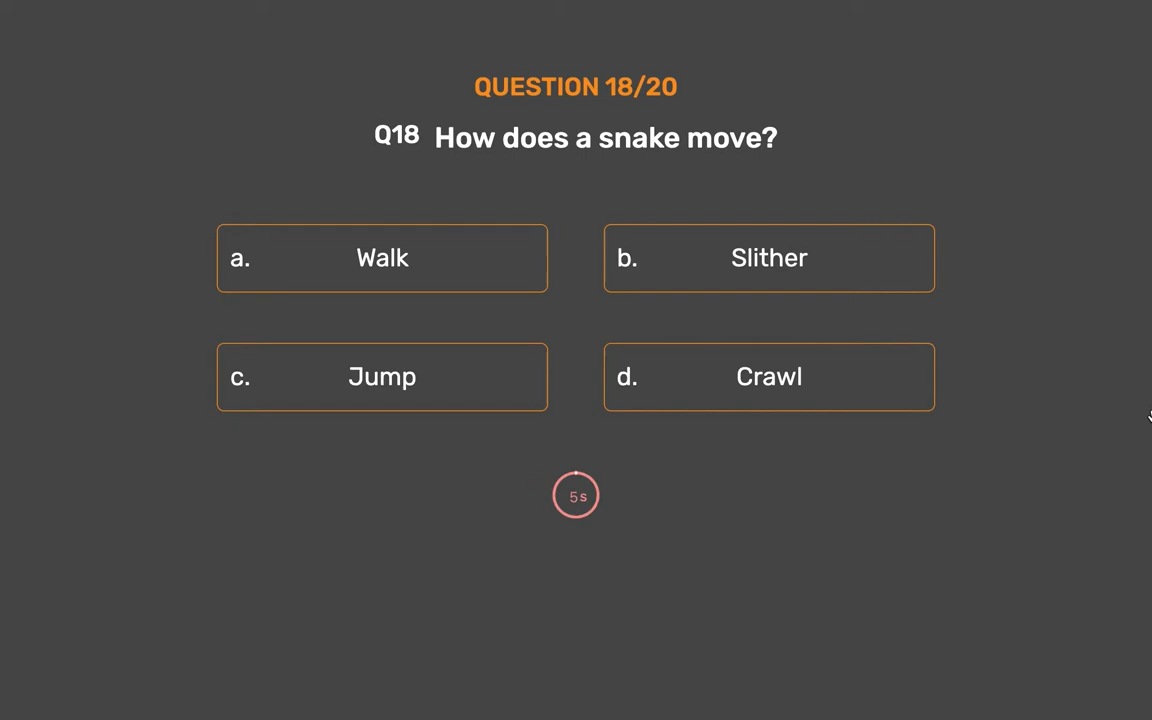 QUESTION 18/20
Q18 How does a snake move?
a. Walk
b. Slither
c. Jump
d. Crawl
5s